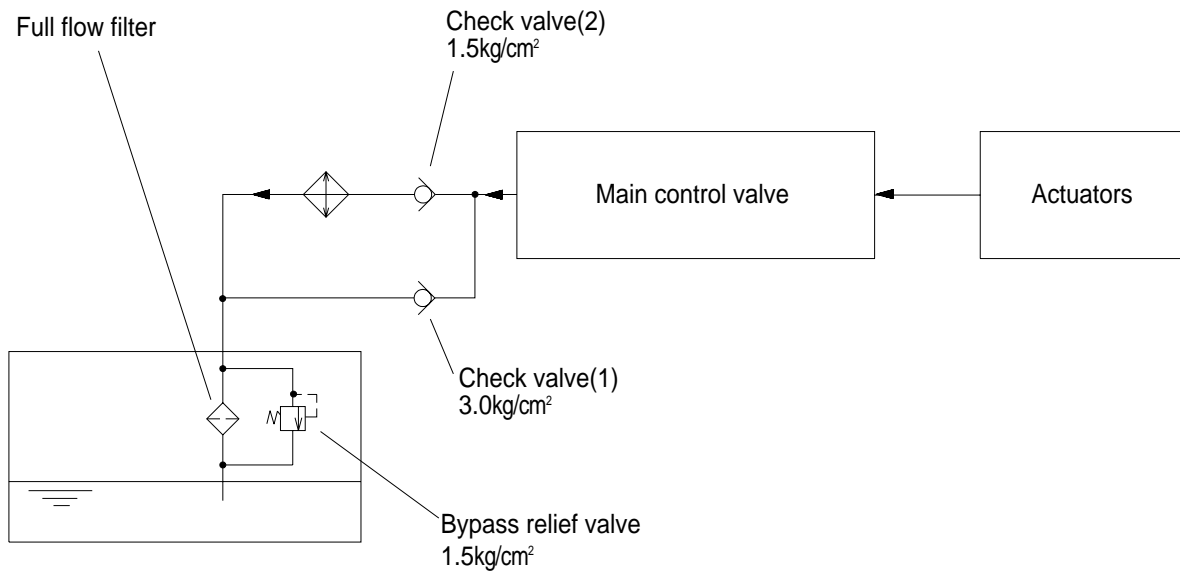 Full flow filter
Check valve(2)
1.5kg/cm²
Main control valve
Actuators
Check valve(1)
3.0kg/cm²
Bypass relief valve
1.5kg/cm²